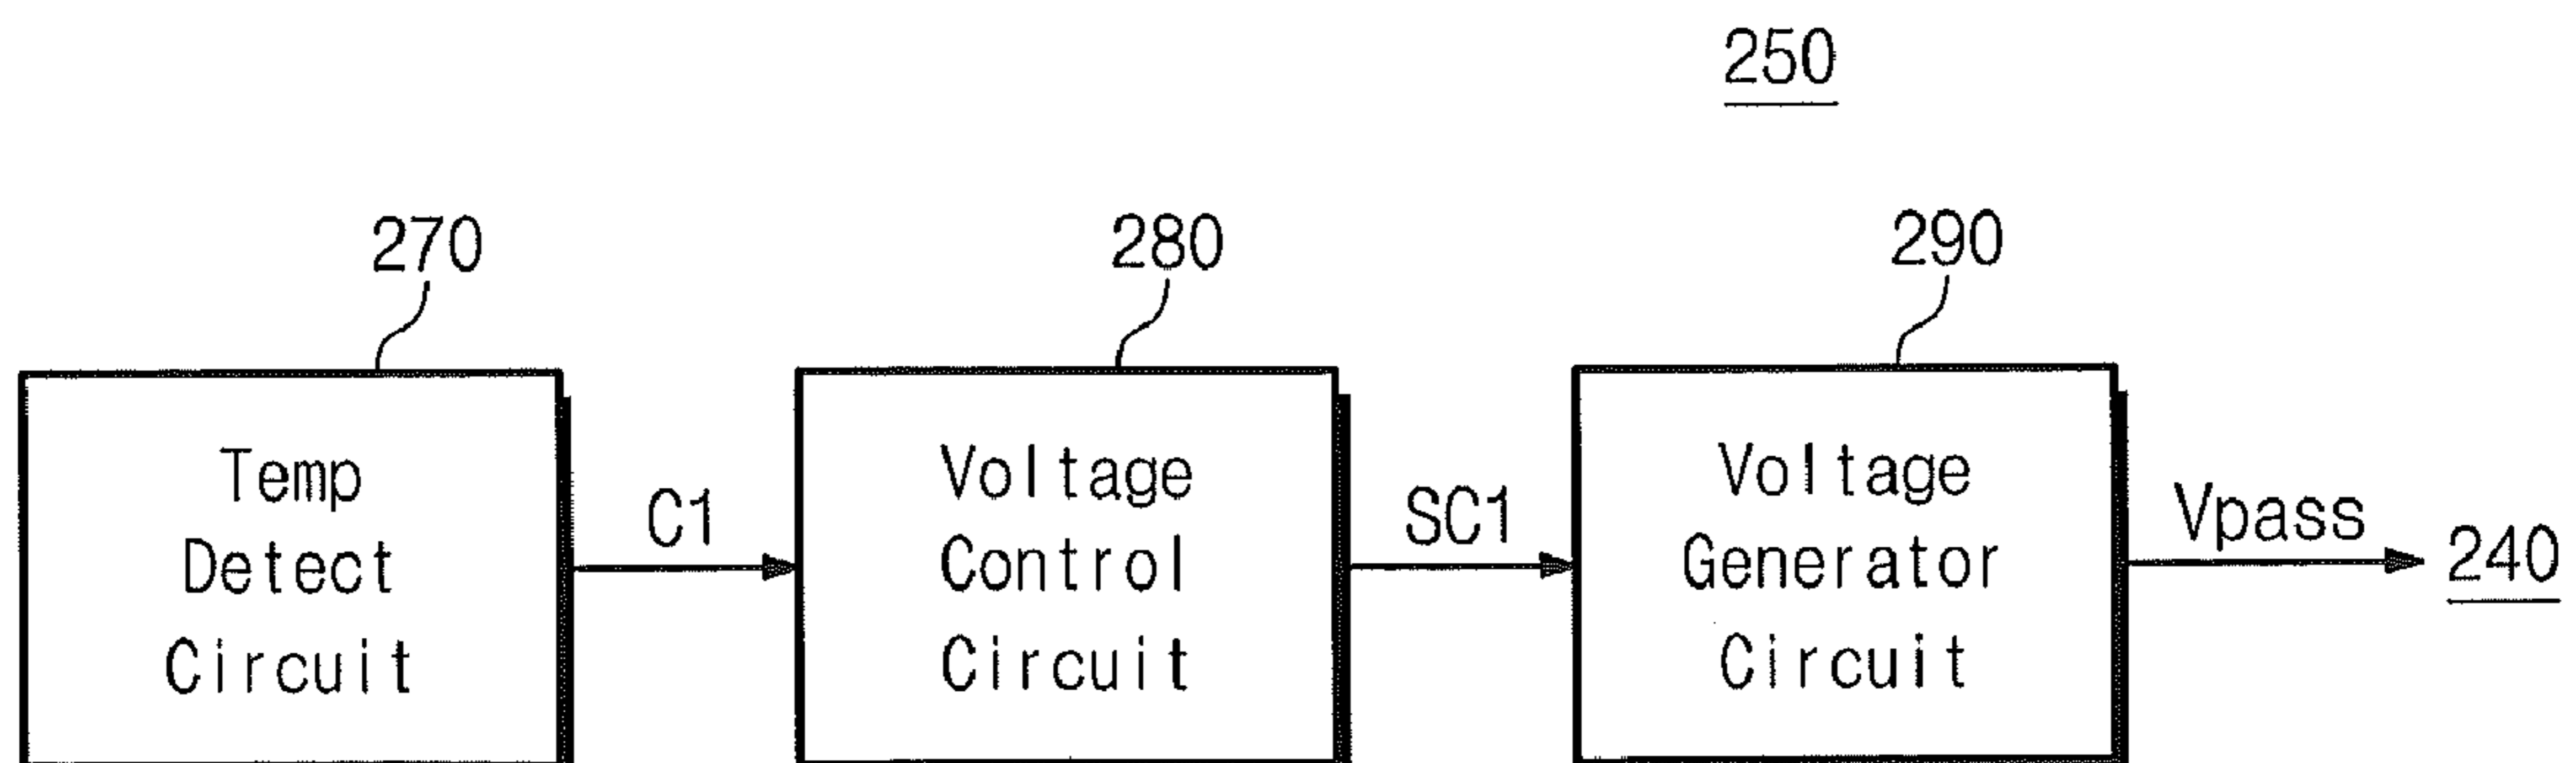 250
270
280
290
Temp
Detect
Circuit
C1
Voltage
Control
Circuit
SC1
Voltage
Generator
Circuit
Vpass
240